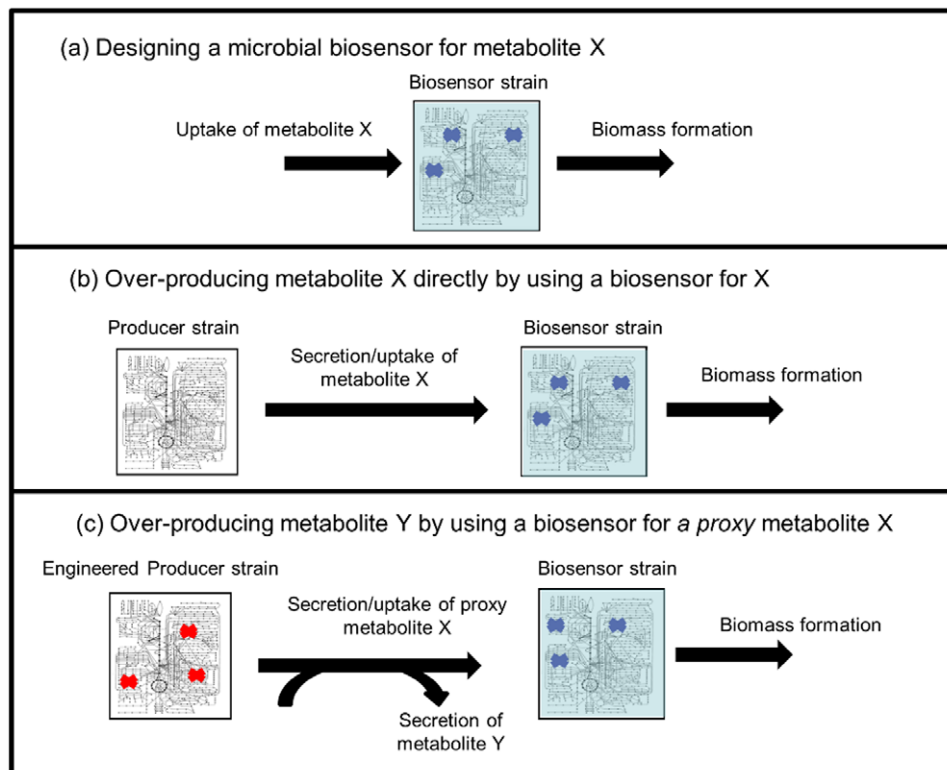 (a) Designing a microbial biosensor for metabolite X
Biosensor strain
Uptake of metabolite X
Biomass formation
(b) Over-producing metabolite X directly by using a biosensor for X
Producer strain
Biosensor strain
Secretion/uptake of
metabolite X
Biomass formation
(c) Over-producing metabolite Y by using a biosensor for a proxy metabolite X
Engineered Producer strain
Biosensor strain
Secretion/uptake of proxy
metabolite X
Biomass formation
Secretion of
metabolite Y